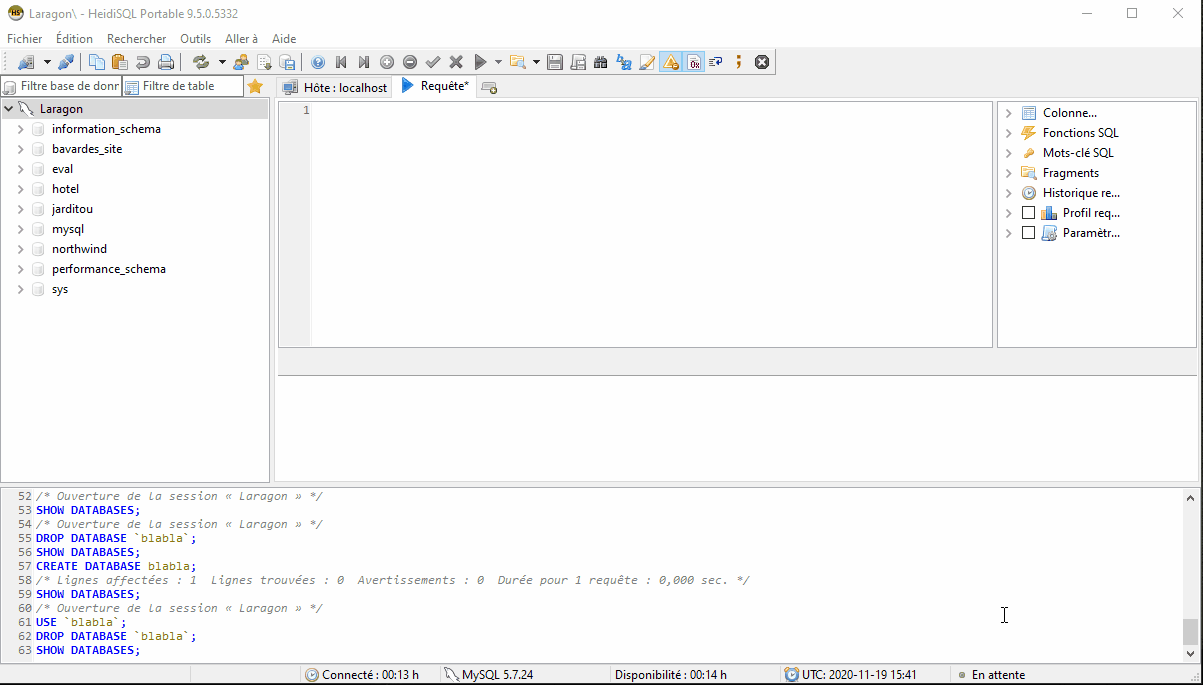 Laragon\ - HeidiSQL Portable 9.5.0.5332
Fichier Édition Rechercher Outils Aller à Aide
Filtre base de donn Filtre de table
Hôte : localhost Requête*
Laragon
information_schema
bavardes_site
eval
hotel
jarditou
mysql
northwind
performance_schema
sys
1
Colonne...
Fonctions SQL
Mots-clé SQL
Fragments
Historique re...
Profil req...
Paramètr...
52 /* Ouverture de la session « Laragon » */
53 SHOW DATABASES;
54 /* Ouverture de la session « Laragon » */
55 DROP DATABASE `blabla`;
56 SHOW DATABASES;
57 CREATE DATABASE blabla;
58 /* Lignes affectées : 1 Lignes trouvées : 0 Avertissements : 0 Durée pour 1 requête : 0,000 sec. */
59 SHOW DATABASES;
60 /* Ouverture de la session « Laragon » */
61 USE `blabla`;
62 DROP DATABASE `blabla`;
63 SHOW DATABASES;
Connecté : 00:13 h MySQL 5.7.24 Disponibilité : 00:14 h UTC: 2020-11-19 15:41 En attente